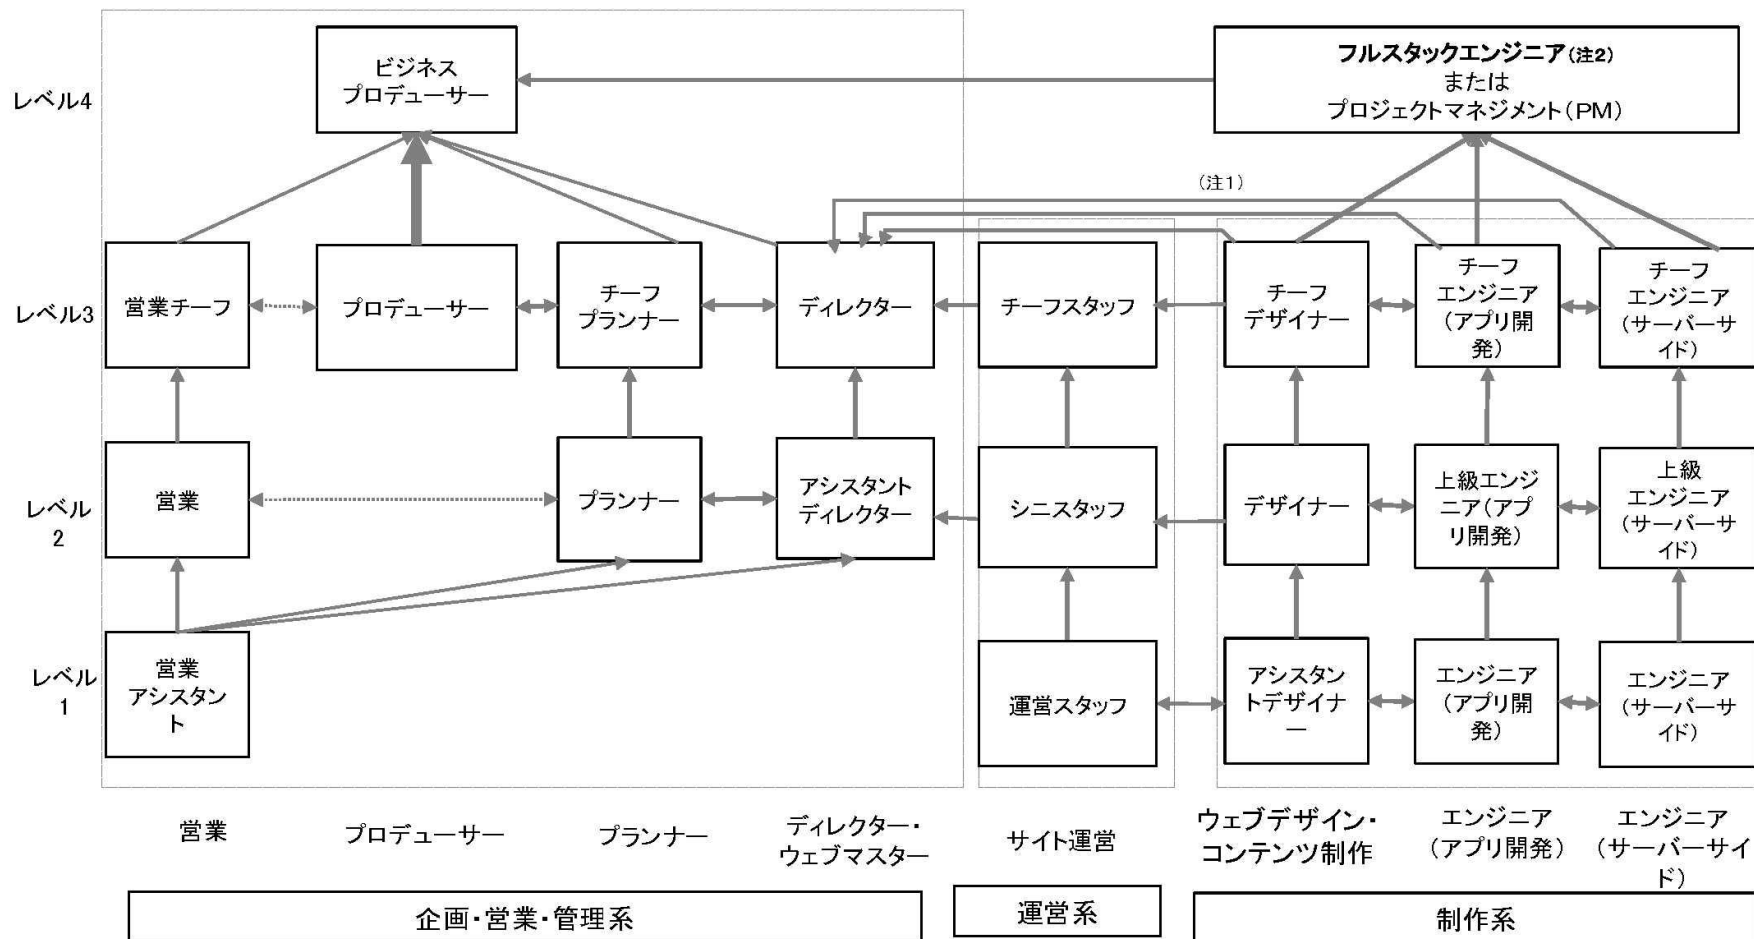 ビジネス
プロデューサー
フルスタックエンジニア(注2)
または
プロジェクトマネジメント(PM)
レベル4
(注1)
レベル3
営業チーフ
プロデューサー
チーフ
プランナー
ディレクター
チーフスタッフ
チーフ
デザイナー
チーフ
エンジニア
(アプリ開
発)
チーフ
エンジニア
(サーバーサ
イド)
レベル
2
営業
プランナー
アシスタント
ディレクター
シニスタッフ
デザイナー
上級エンジ
ニア(アプ
リ開発)
上級
エンジニア
(サーバーサ
イド)
レベル
1
営業
アシスタン
ト
運営スタッフ
アシスタン
トデザイナ
ー
エンジニア
(アプリ開
発)
エンジニア
(サーバーサ
イド)
営業
プロデューサー
プランナー
ディレクター・
ウェブマスター
サイト運営
ウェブデザイン・
コンテンツ制作
エンジニア
(アプリ開発)
エンジニア
(サーバーサイ
ド)
企画・営業・管理系
運営系
制作系